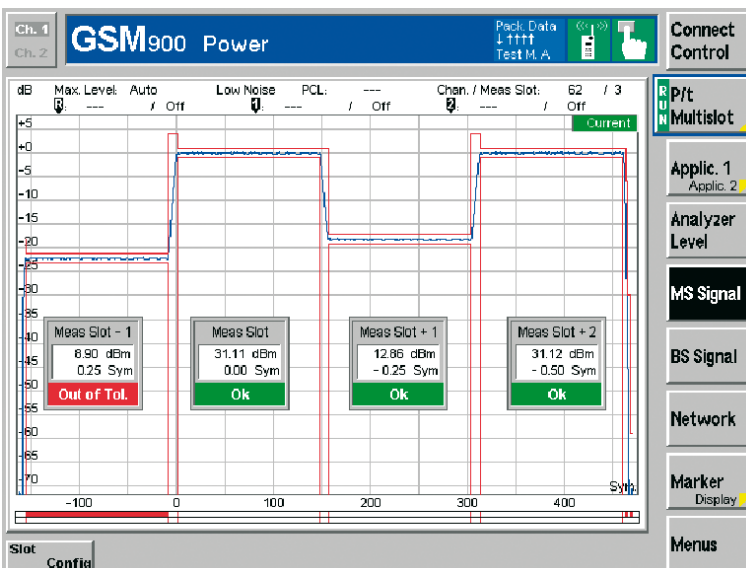 Ch. 1
Ch. 2
GSM900 Power
Pack. Data
↓↑↑↑↑
Test M. A.
Connect
Control
dB Max. Level: Auto Low Noise PCL: --- Chan. / Meas Slot: 62 / 3
R: --- / Off 1: --- / Off 2: --- / Off
RUN
P/t
Multislot
Current
+5
+0
-5
-10
-15
-20
-25
-30
-35
-40
-45
-50
-55
-60
-65
-70
Applic. 1
Applic. 2
Analyzer
Level
MS Signal
BS Signal
Network
Marker
Display
Menus
Meas Slot - 1
8.90 dBm
0.25 Sym
Out of Tol.
Meas Slot
31.11 dBm
0.00 Sym
Ok
Meas Slot + 1
12.86 dBm
- 0.25 Sym
Ok
Meas Slot + 2
31.12 dBm
- 0.50 Sym
Ok
Sym.
-100 0 100 200 300 400
Slot
Config